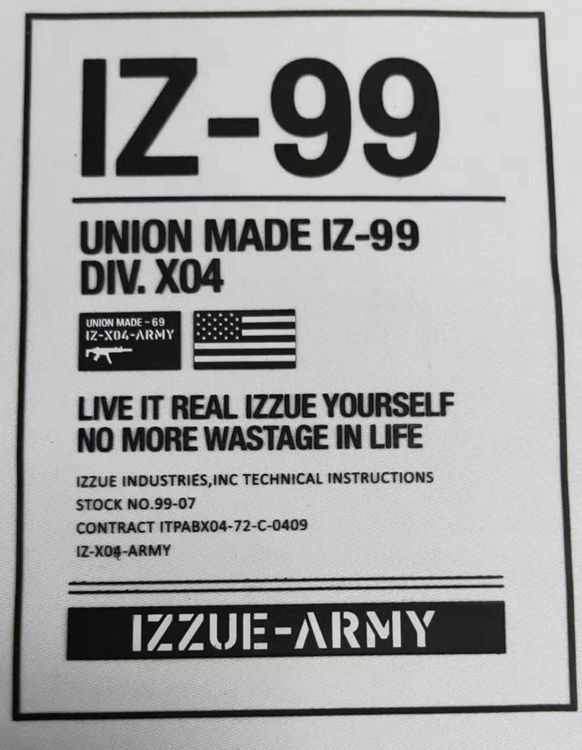 IZ-99
UNION MADE IZ-99
DIV. X04
UNION MADE - 69
IZ-X04-ARMY
LIVE IT REAL IZZUE YOURSELF
NO MORE WASTAGE IN LIFE
IZZUE INDUSTRIES,INC TECHNICAL INSTRUCTIONS
STOCK NO.99-07
CONTRACT ITPABX04-72-C-0409
IZ-X04-ARMY
IZZUE-ARMY